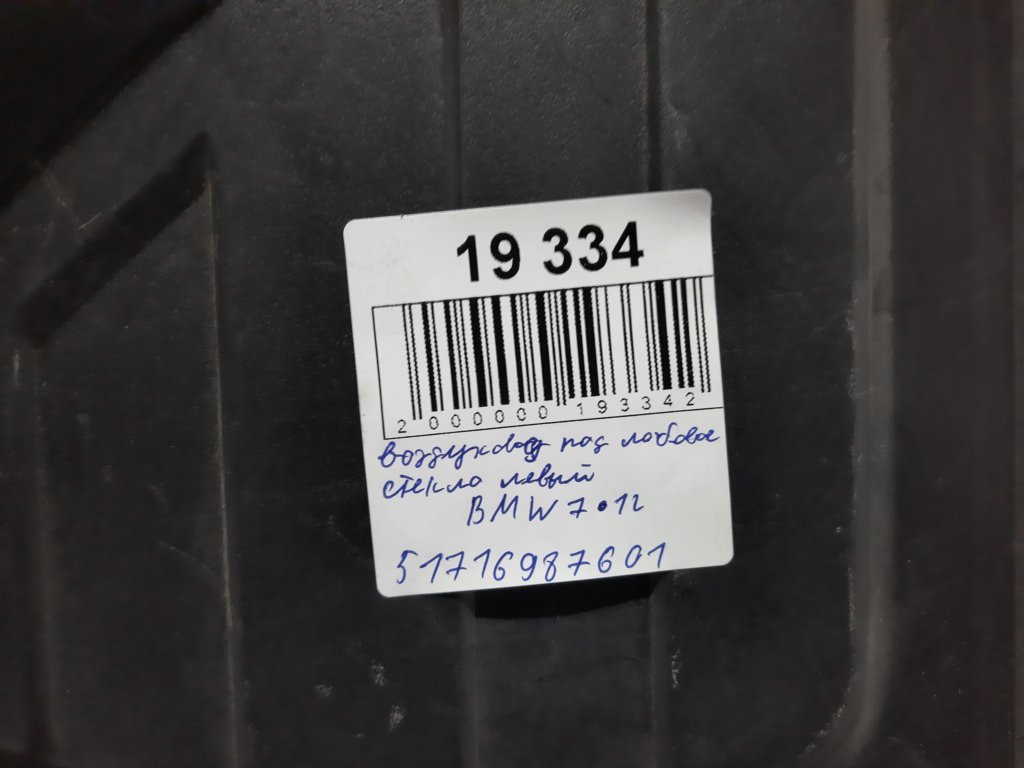 19 334
2 000000 193342
воздуховод под лобовое
стекло левый
BMW 7•12
51716987601